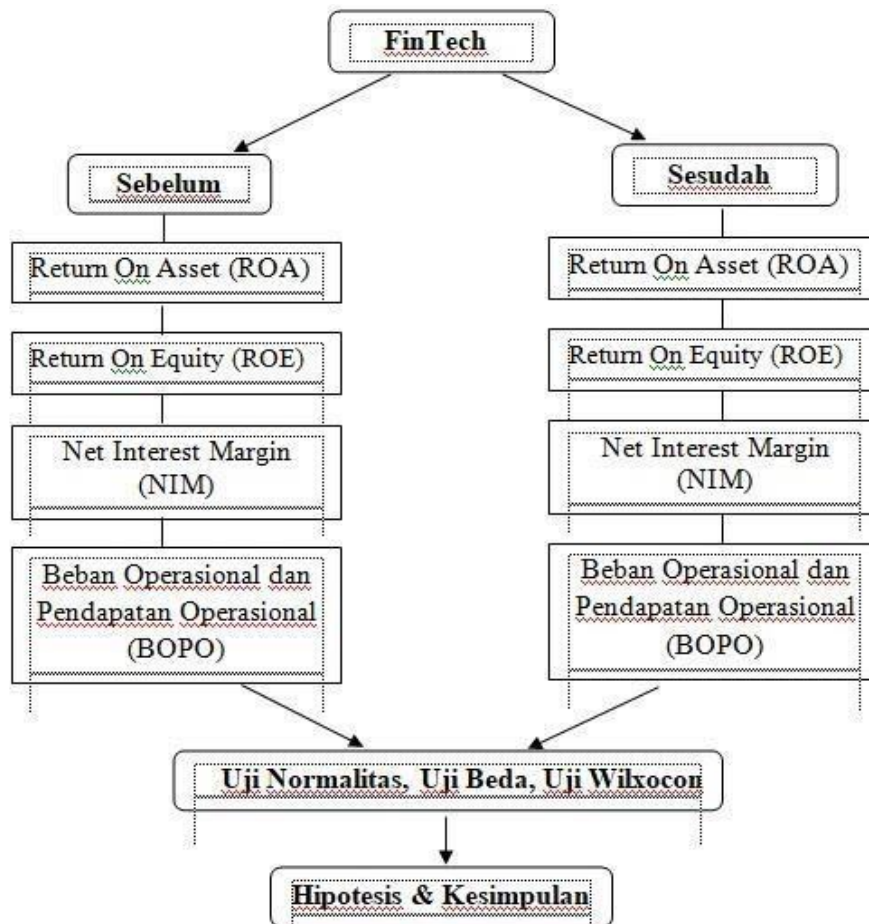 FinTech
Sebelum
Return On Asset (ROA)
Return On Equity (ROE)
Net Interest Margin
(NIM)
Beban Operasional dan
Pendapatan Operasional
(BOPO)
Sesudah
Return On Asset (ROA)
Return On Equity (ROE)
Net Interest Margin
(NIM)
Beban Operasional dan
Pendapatan Operasional
(BOPO)
Uji Normalitas, Uji Beda, Uji Wilxocon
Hipotesis & Kesimpulan